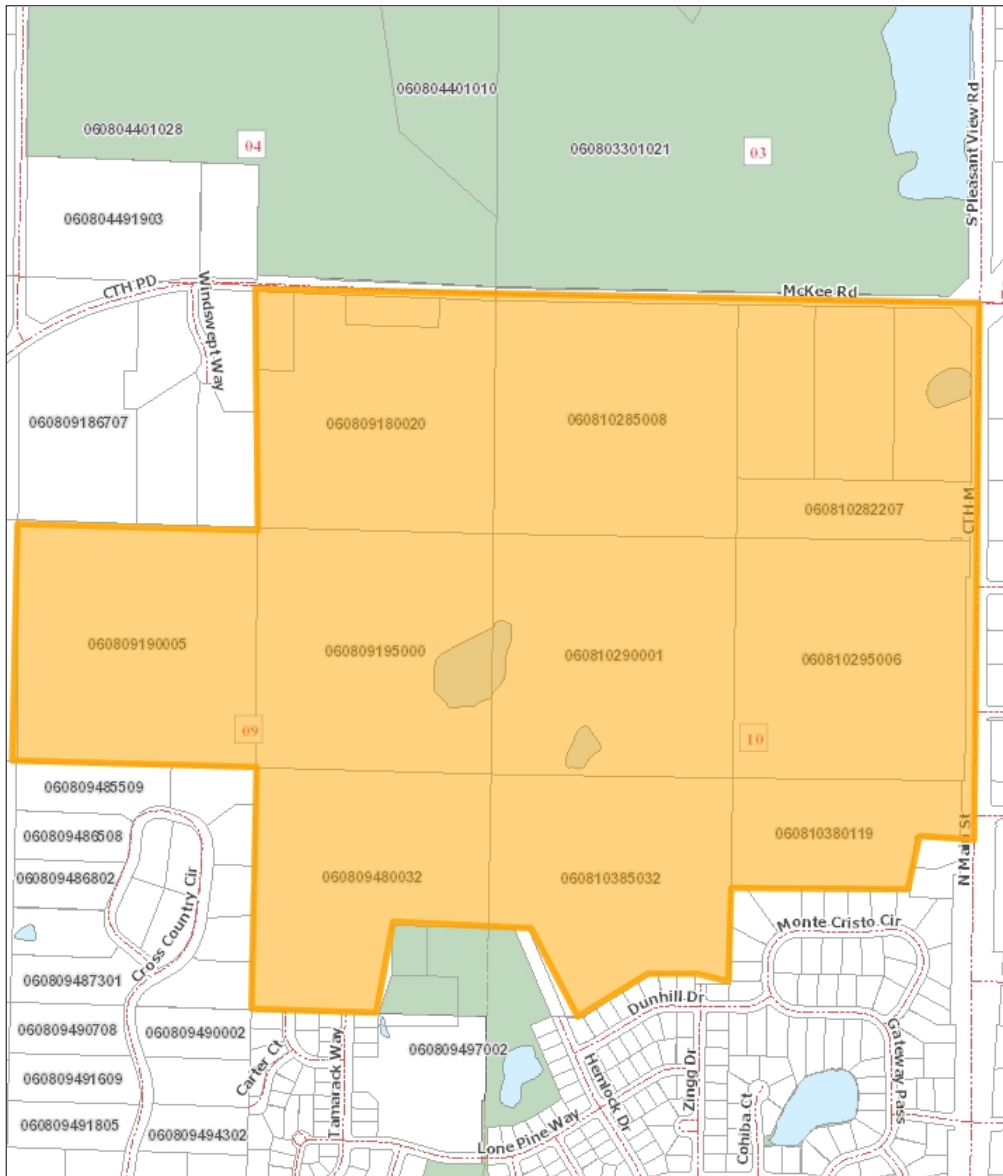 060804401010
060804401028
04
060803301021
03
S Pleasant View Rd
060804491903
CTH PD
Windswept Way
McKee Rd
060809186707
060809180020
060810285008
060810282207
CTH M
060809190005
060809195000
060810290001
060810295006
09
10
060809485509
060809486508
060809486802
Cross Country Cir
060809480032
060810385032
060810380119
N Main St
Monte Cristo Cir
060809487301
Dunhill Dr
060809490708
060809490002
060809497002
Gateway Pass
Carter Ct
Tamarack Way
Hemlock Dr
Zingg Dr
060809491609
Cohiba Ct
060809491805
060809494302
Lone Pine Way